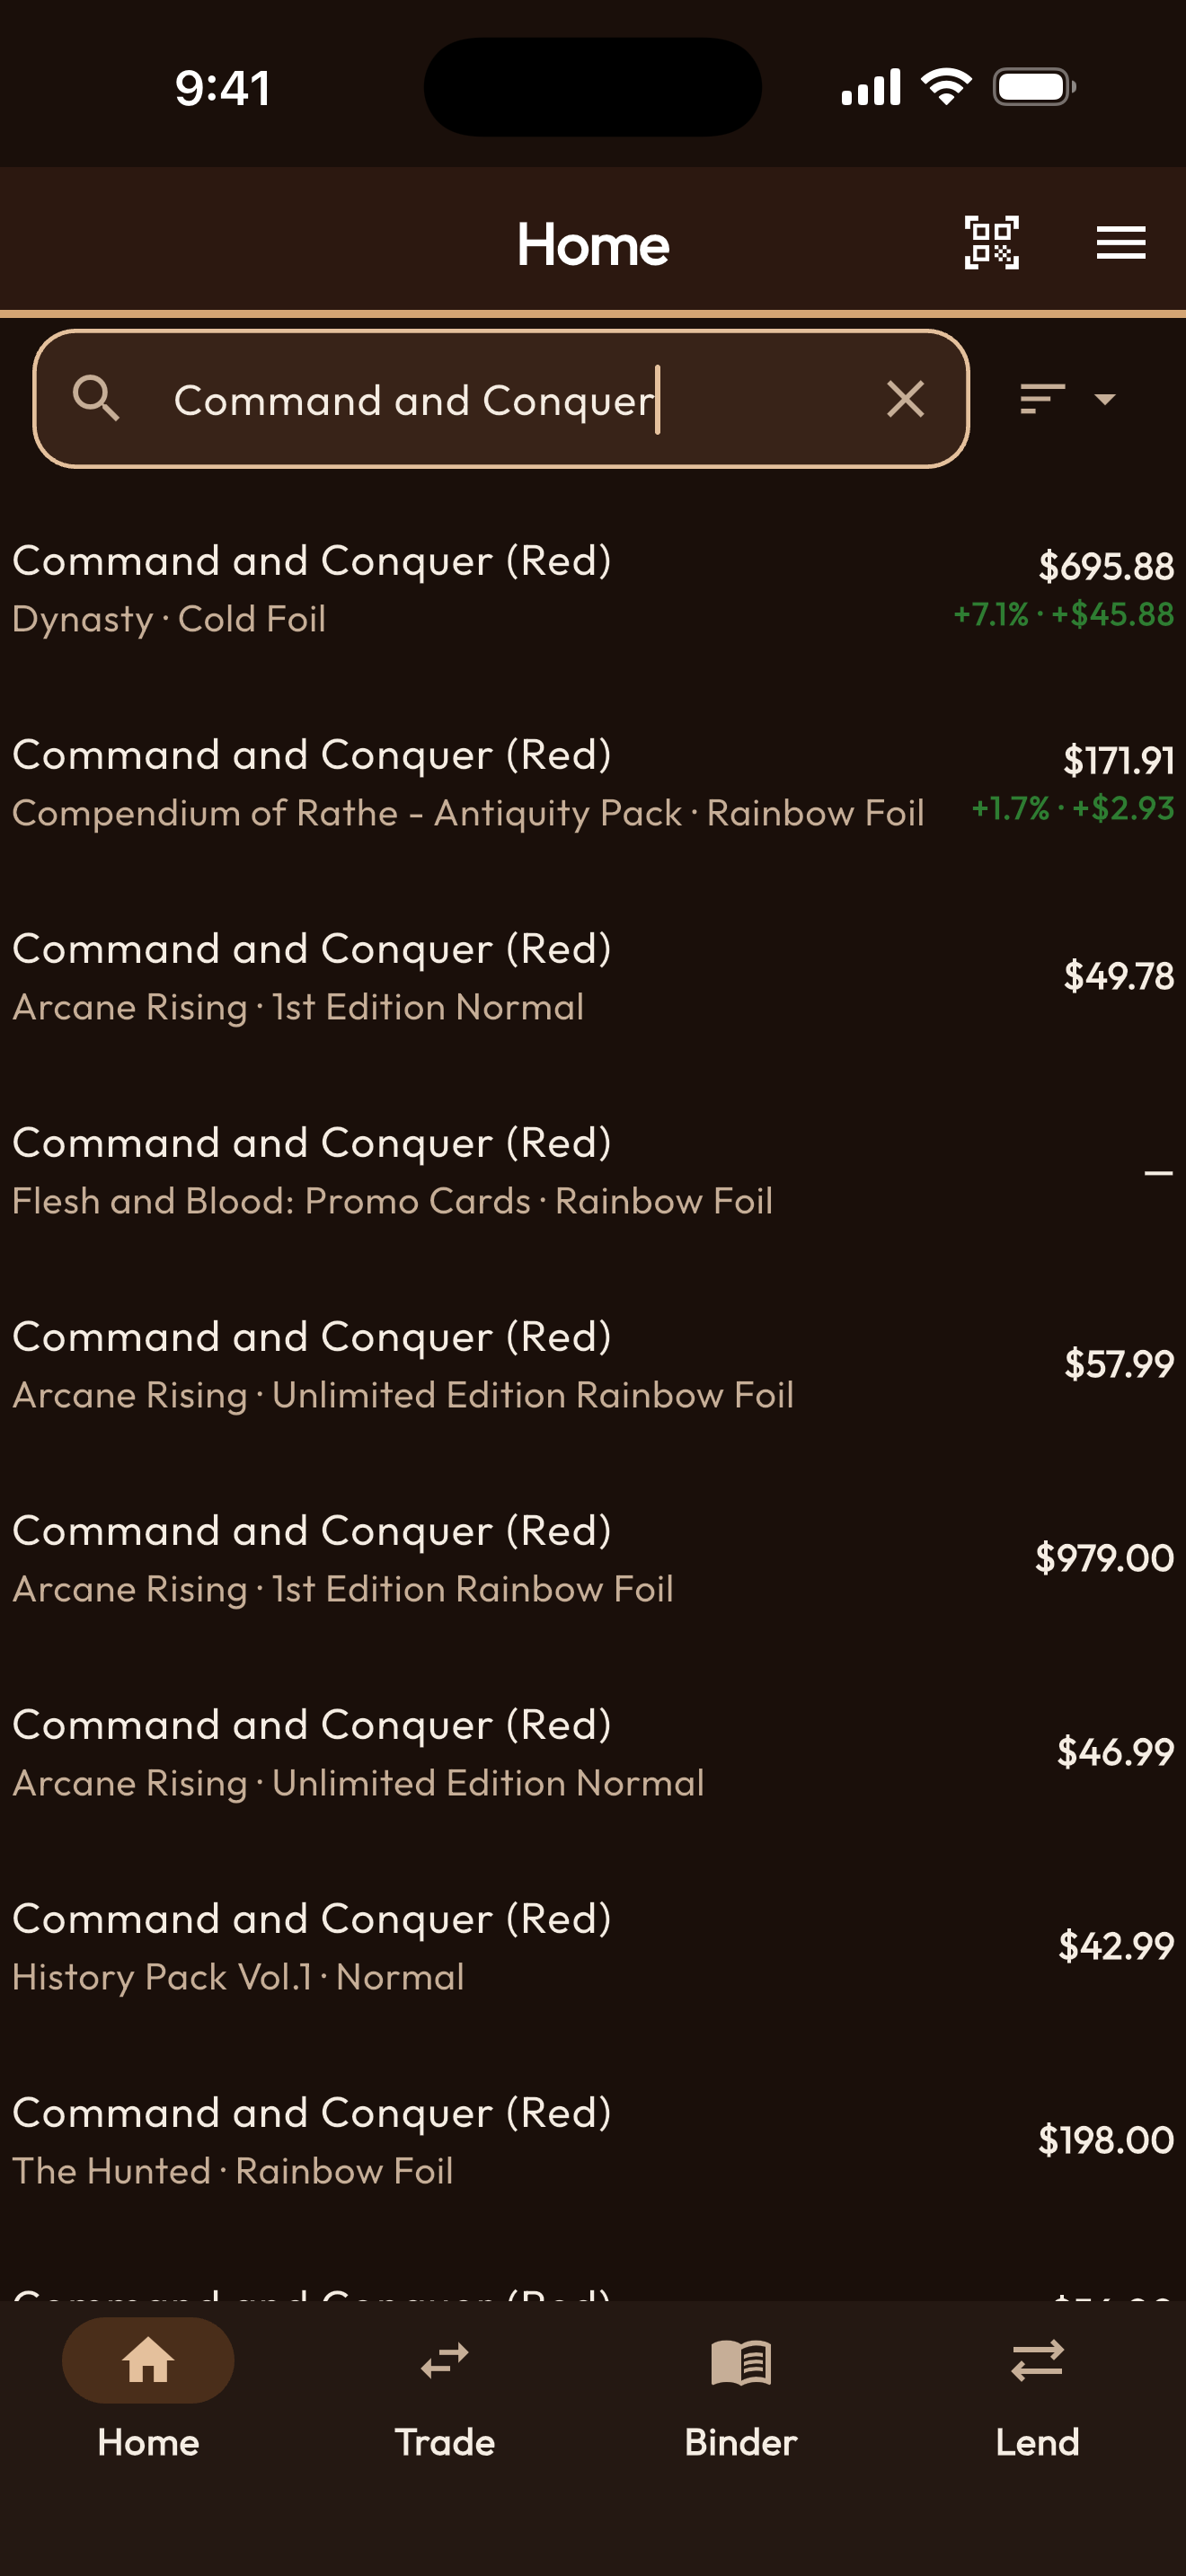 9:41
Home
Command and Conquer
Command and Conquer (Red)
$695.88
Dynasty · Cold Foil
+7.1% · +$45.88
Command and Conquer (Red)
$171.91
Compendium of Rathe - Antiquity Pack · Rainbow Foil
+1.7% · +$2.93
Command and Conquer (Red)
$49.78
Arcane Rising · 1st Edition Normal
Command and Conquer (Red)
—
Flesh and Blood: Promo Cards · Rainbow Foil
Command and Conquer (Red)
$57.99
Arcane Rising · Unlimited Edition Rainbow Foil
Command and Conquer (Red)
$979.00
Arcane Rising · 1st Edition Rainbow Foil
Command and Conquer (Red)
$46.99
Arcane Rising · Unlimited Edition Normal
Command and Conquer (Red)
$42.99
History Pack Vol.1 · Normal
Command and Conquer (Red)
$198.00
The Hunted · Rainbow Foil
Command and Conquer (Red)
Home
Trade
Binder
Lend